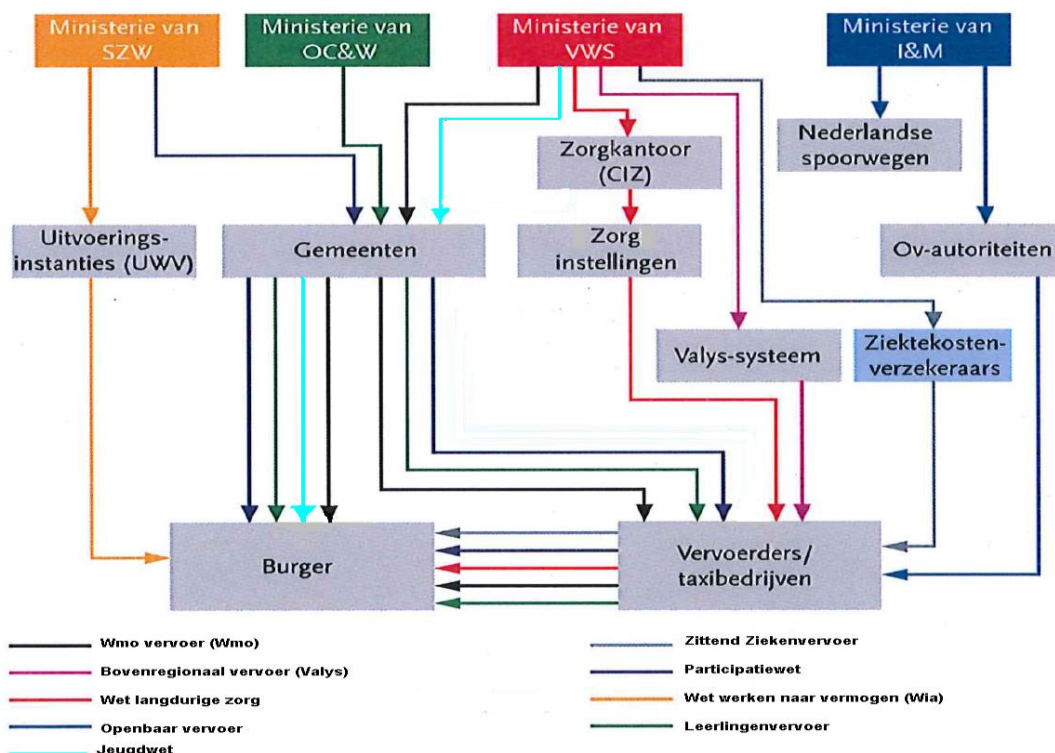 Ministerie van
SZW
Ministerie van
OC&W
Ministerie van
VWS
Ministerie van
I&M
Nederlandse
spoorwegen
Zorgkantoor
(CIZ)
Uitvoerings-
instanties (UWV)
Gemeenten
Zorg
instellingen
Ov-autoriteiten
Valys-systeem
Ziektekosten-
verzekeraars
Burger
Vervoerders/
taxibedrijven
Wmo vervoer (Wmo)
Bovenregionaal vervoer (Valys)
Wet langdurige zorg
Openbaar vervoer
Jeugdwet
Zittend Ziekenvervoer
Participatiewet
Wet werken naar vermogen (Wia)
Leerlingenvervoer